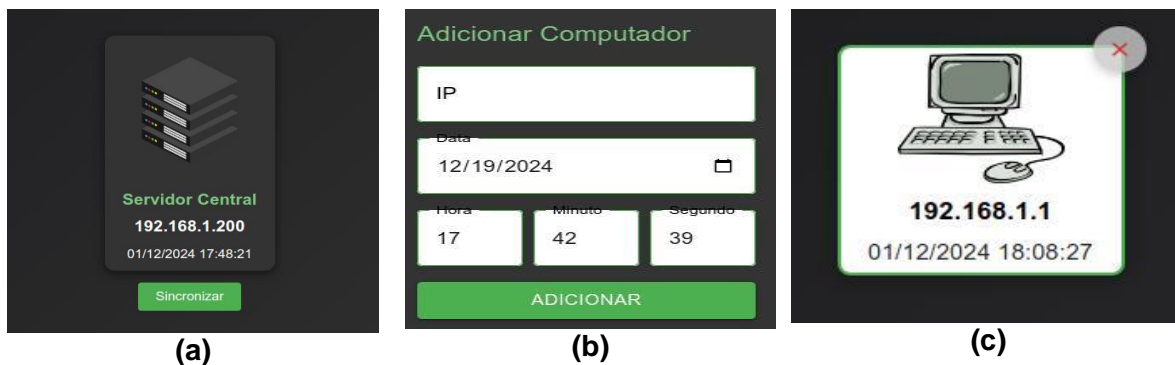 Servidor Central
192.168.1.200
01/12/2024 17:48:21
Sincronizar
(a)
Adicionar Computador
IP
Data
12/19/2024
Hora Minuto Segundo
17 42 39
ADICIONAR
(b)
192.168.1.1
01/12/2024 18:08:27
(c)